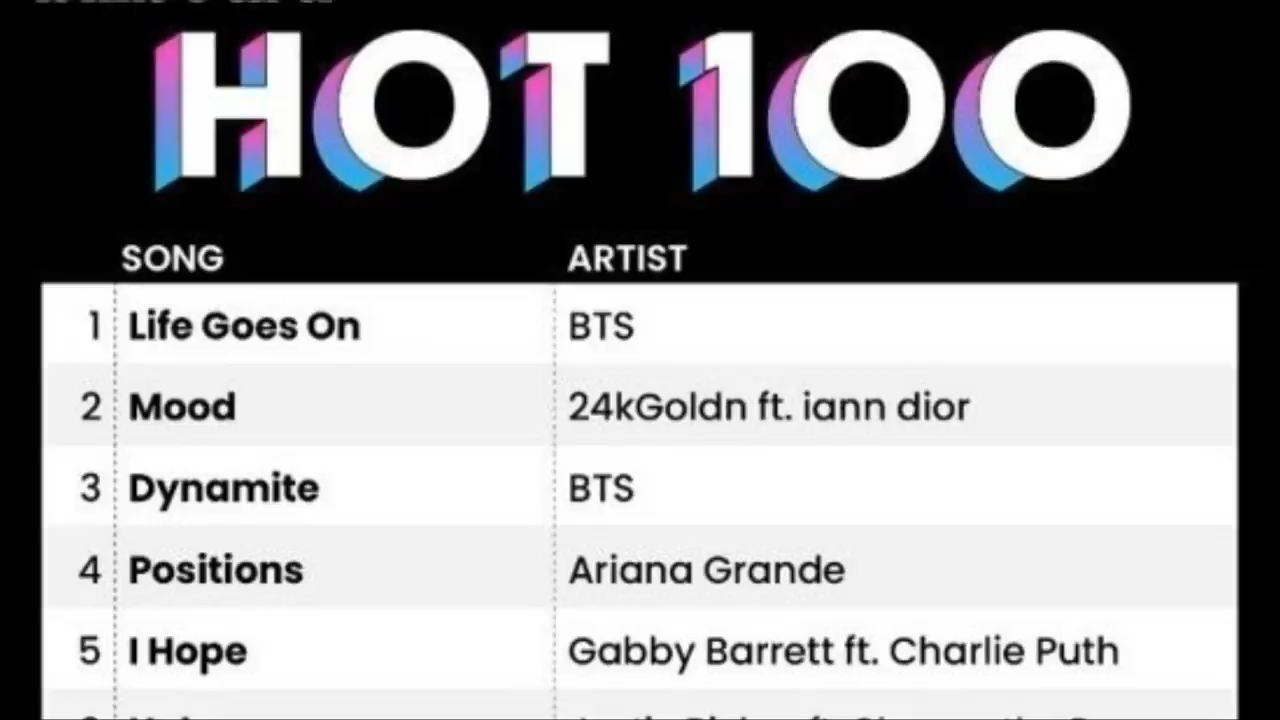 HOT 100
SONG ARTIST
1 Life Goes On BTS
2 Mood 24kGoldn ft. iann dior
3 Dynamite BTS
4 Positions Ariana Grande
5 I Hope Gabby Barrett ft. Charlie Puth